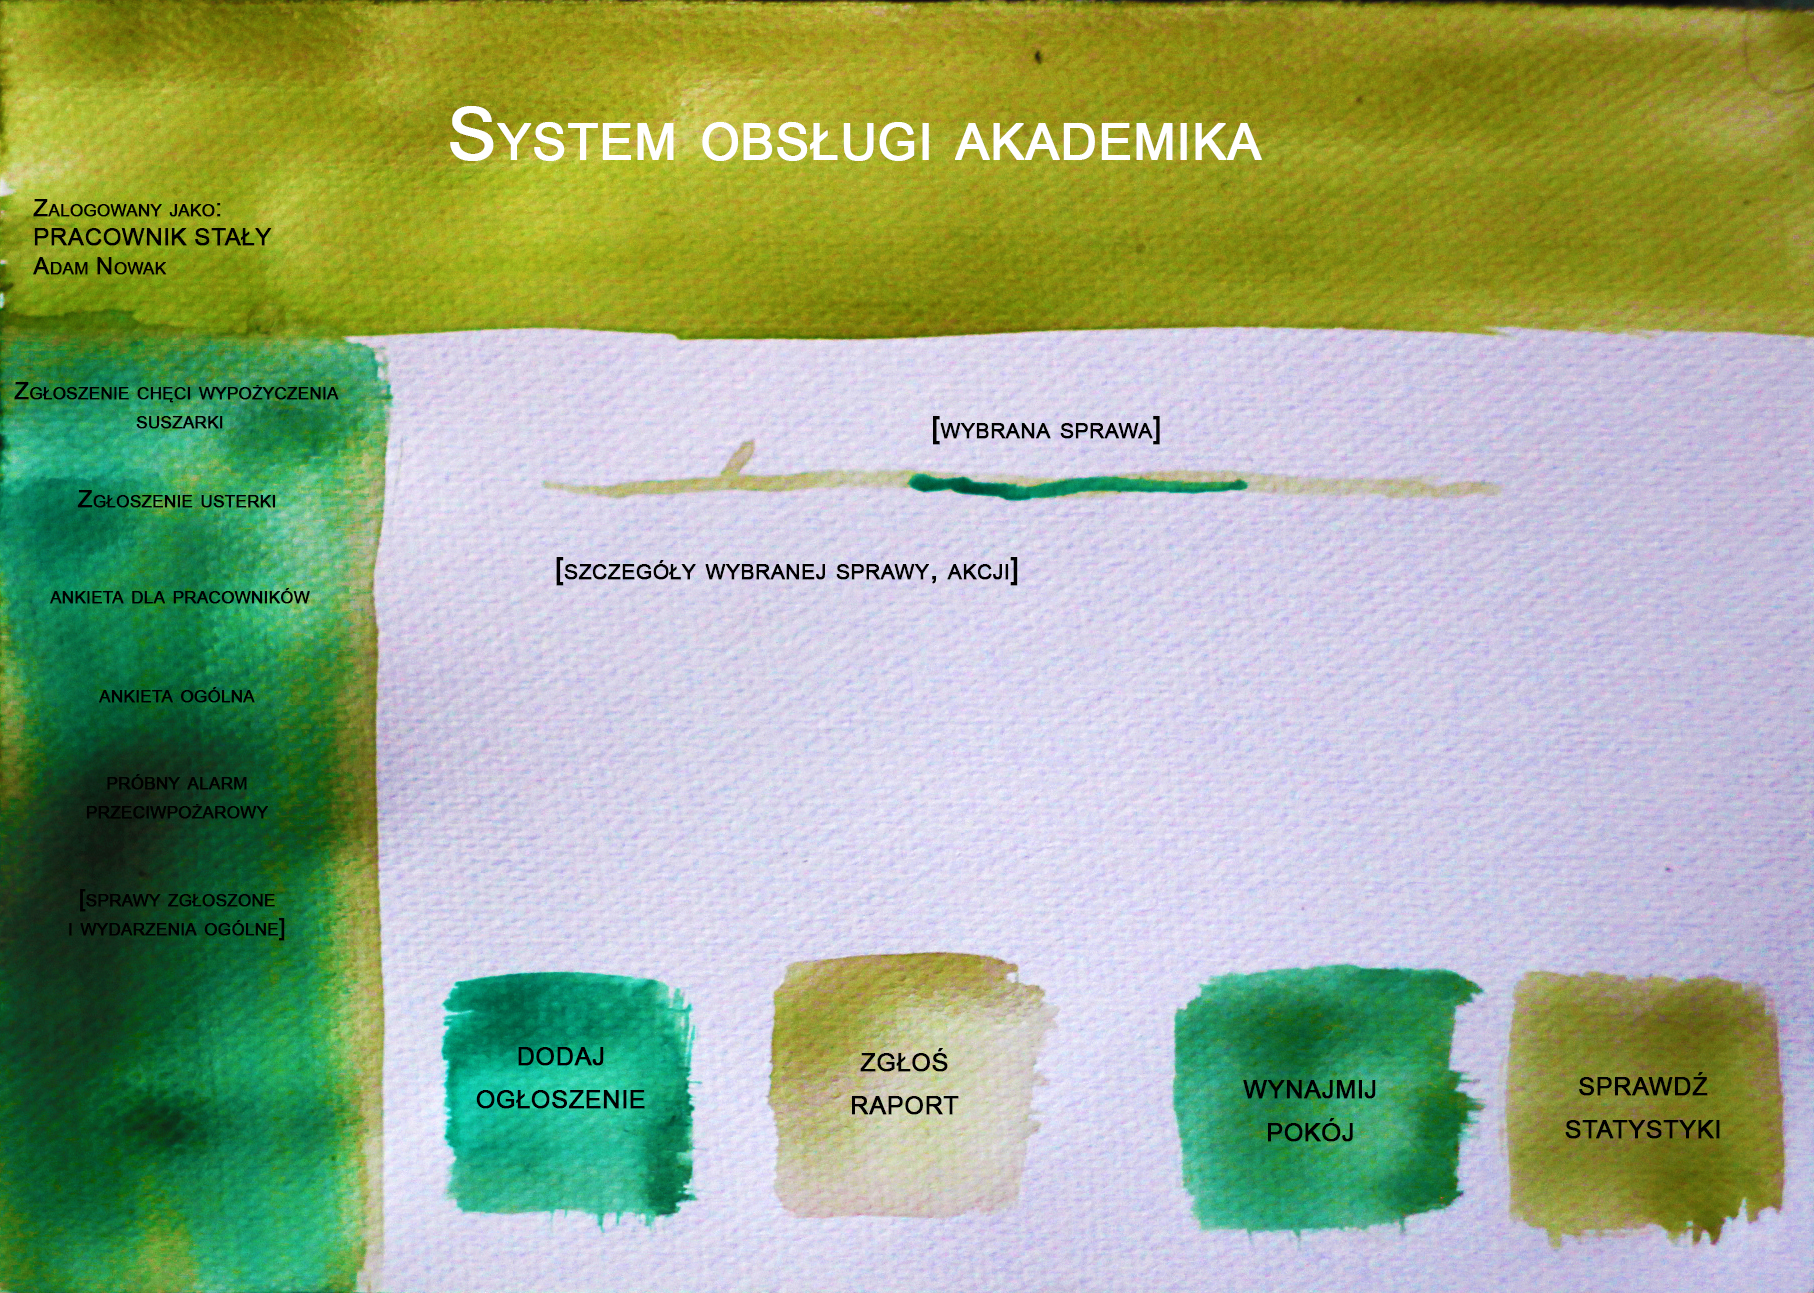 System obsługi akademika
Zalogowany jako:
PRACOWNIK STAŁY
Adam Nowak
Zgłoszenie chęci wypożyczenia
suszarki
Zgłoszenie usterki
ankieta dla pracowników
ankieta ogólna
próbny alarm
przeciwpożarowy
[sprawy zgłoszone
i wydarzenia ogólne]
[wybrana sprawa]
[szczegóły wybranej sprawy, akcji]
DODAJ
OGŁOSZENIE
ZGŁOŚ
RAPORT
WYNAJMIJ
POKÓJ
SPRAWDŹ
STATYSTYKI